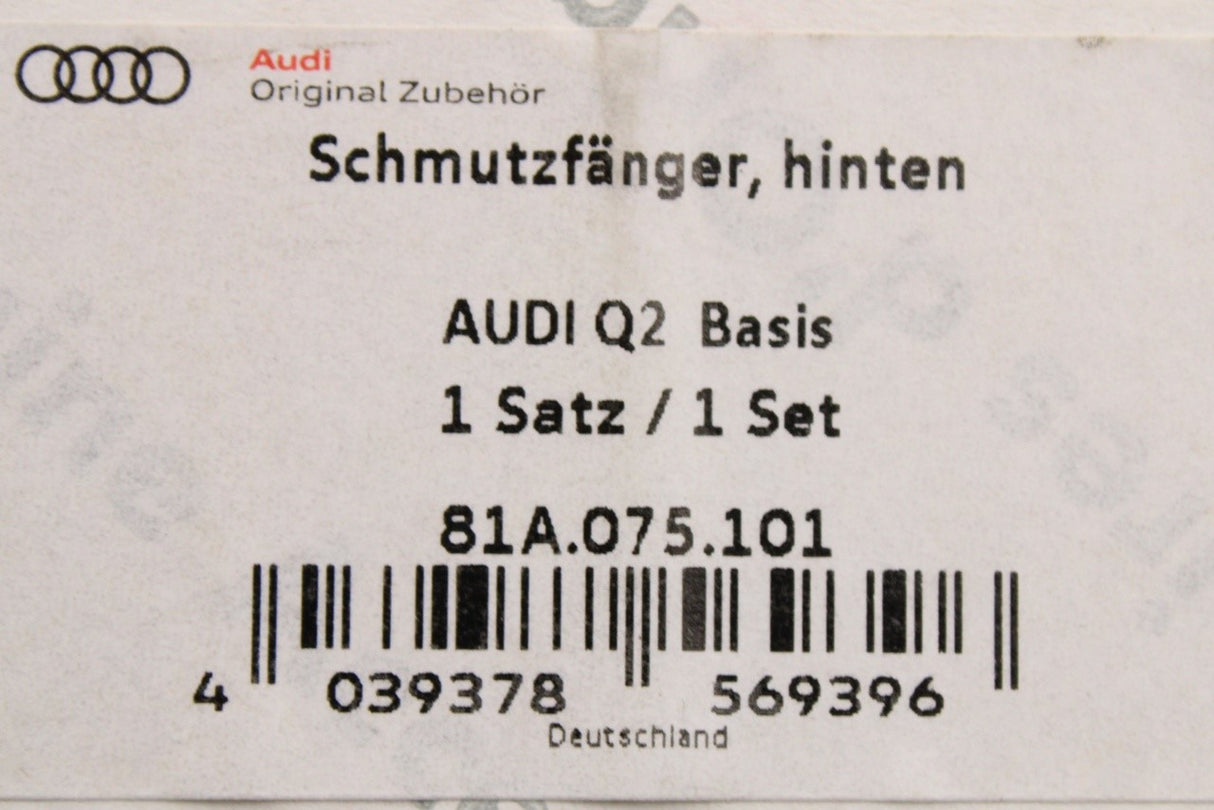 Audi
Original Zubehör
Schmutzfänger, hinten
AUDI Q2 Basis
1 Satz / 1 Set
81A.075.101
4 039378 569396
Deutschland